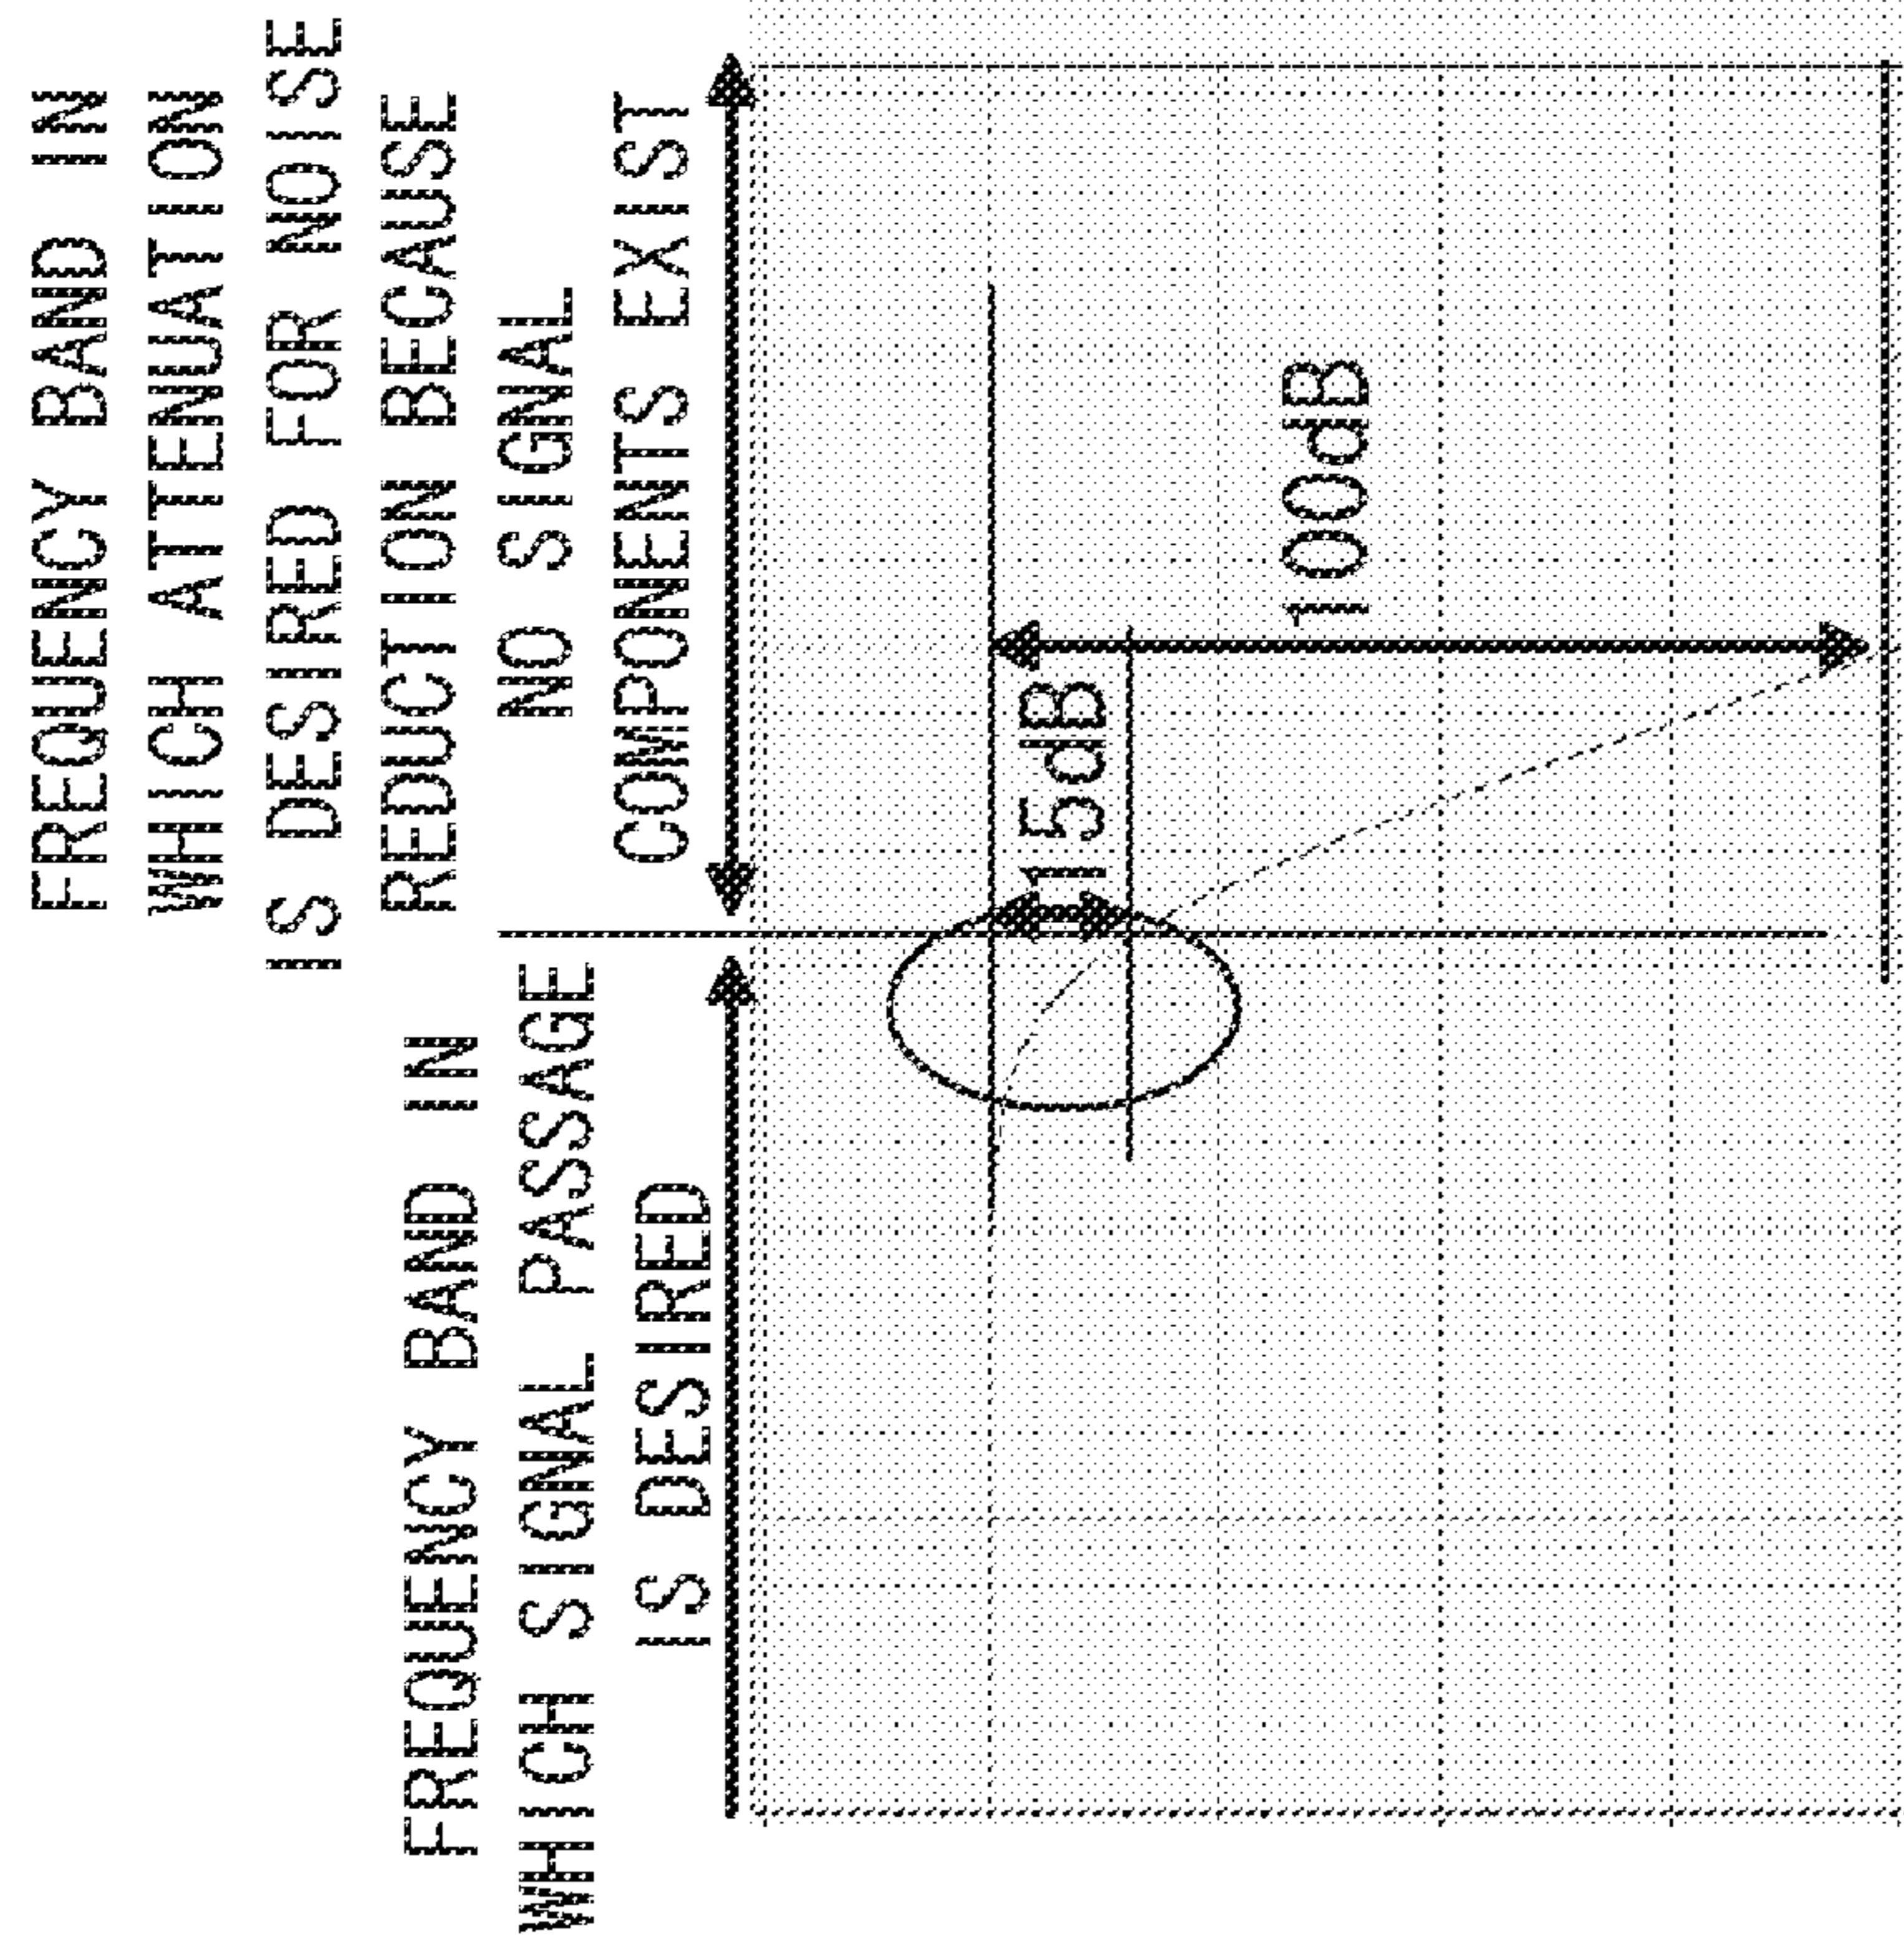 FREQUENCY BAND IN
WHICH SIGNAL PASSAGE
IS DESIRED
FREQUENCY BAND IN
WHICH ATTENUATION
IS DESIRED FOR NOISE
REDUCTION BECAUSE
NO SIGNAL
COMPONENTS EXIST
15dB
100dB